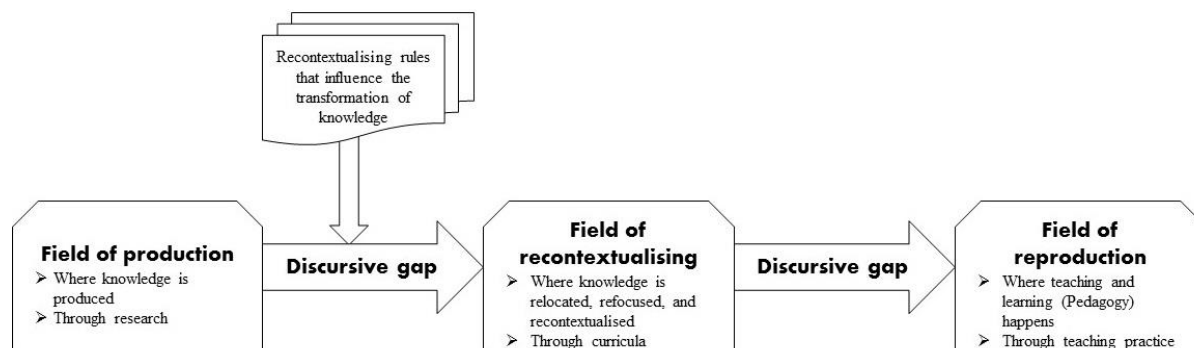 Recontextualising rules
that influence the
transformation of
knowledge
Field of production
➢ Where knowledge is
produced
➢ Through research
Discursive gap
Field of
recontextualising
➢ Where knowledge is
relocated, refocused, and
recontextualised
➢ Through curricula
Discursive gap
Field of
reproduction
➢ Where teaching and
learning (Pedagogy)
happens
➢ Through teaching practice